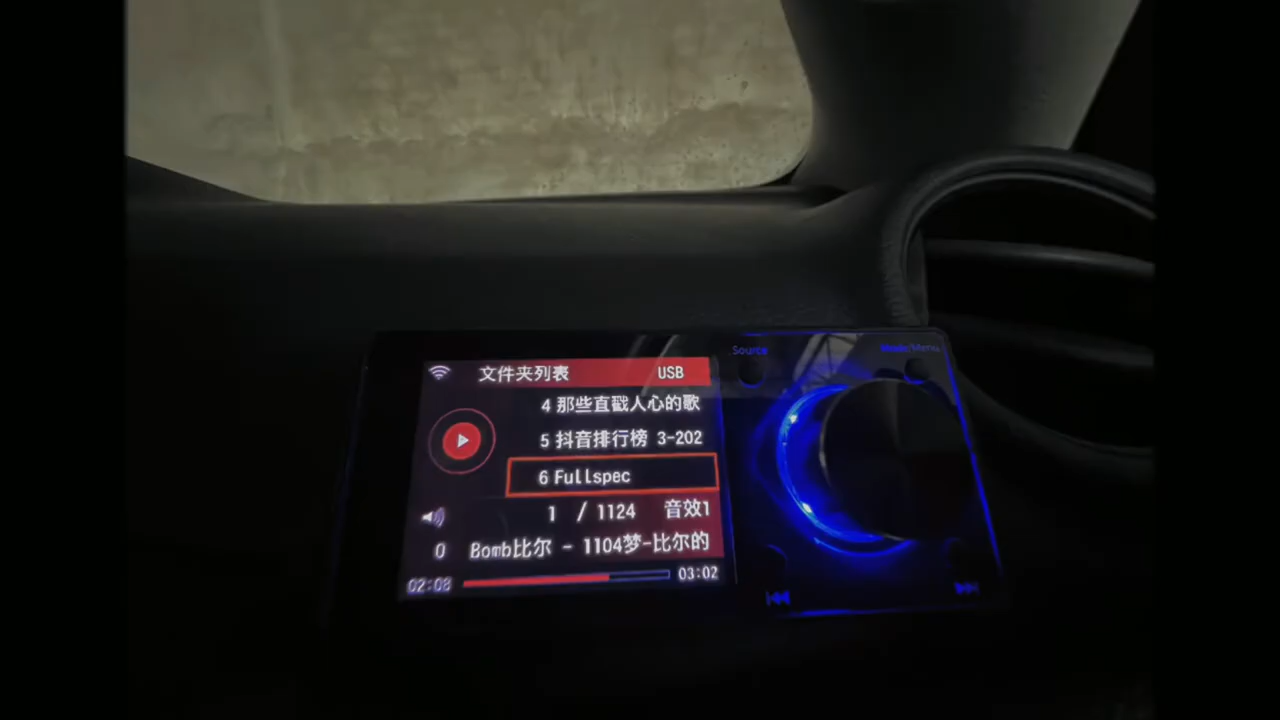 文件夹列表 USB
4 那些直戳人心的歌
5 抖音排行榜 3-202
6 Fullspec
1 / 1124 音效1
0 Bomb比尔 - 1104梦-比尔的
02:08 03:02
Source
Mode/Menu